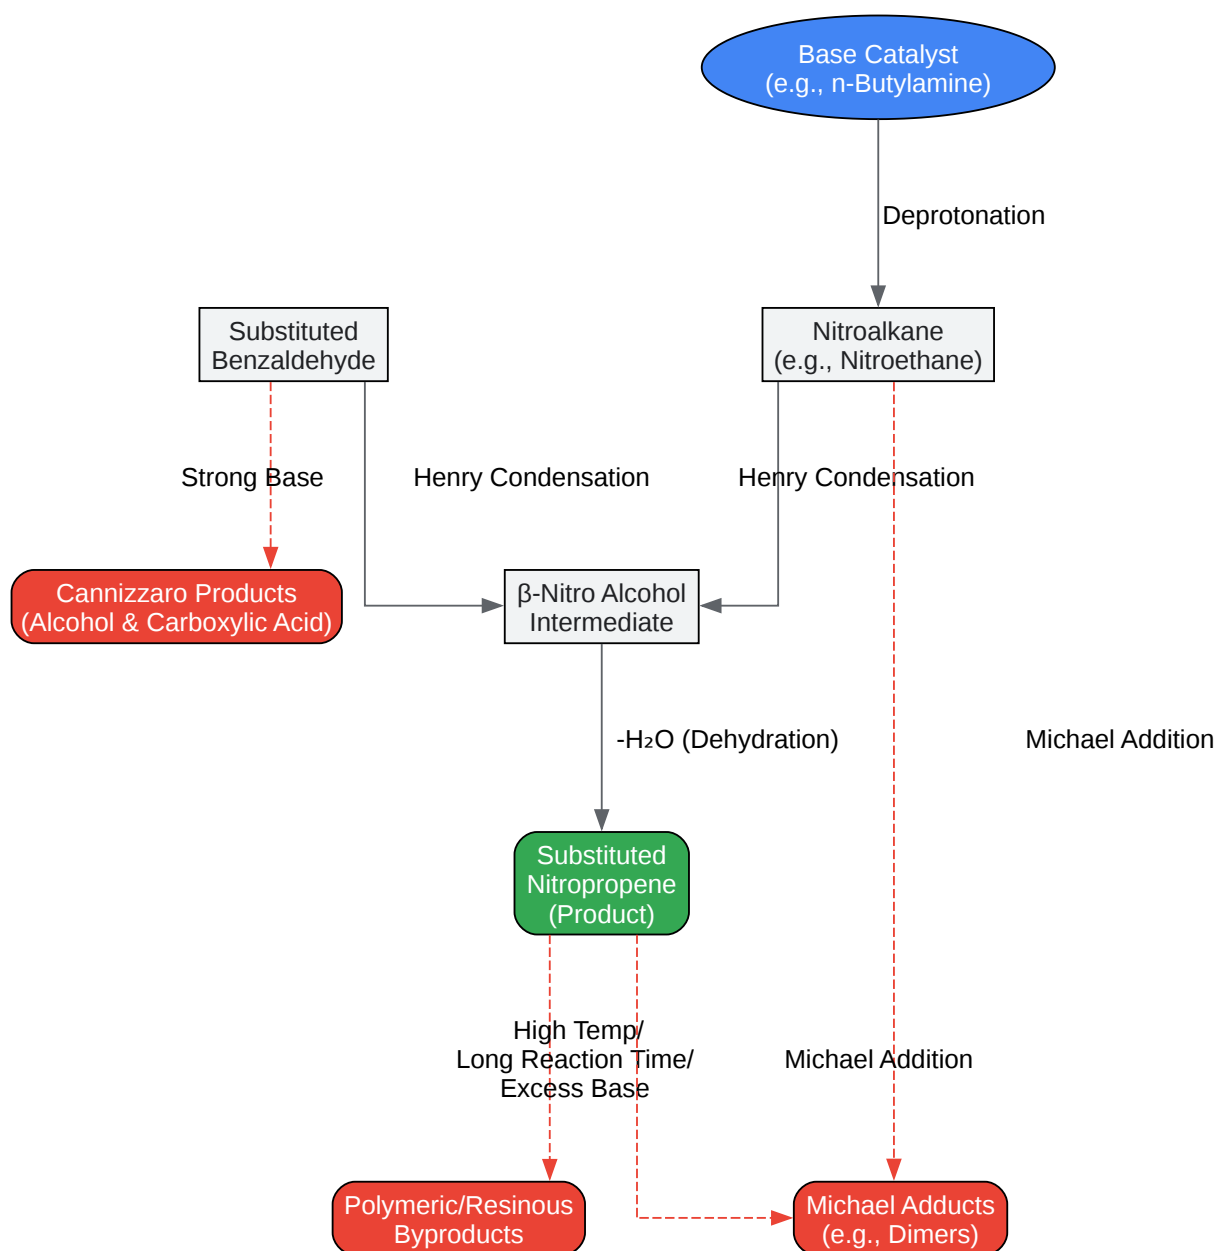 Base Catalyst
(e.g., n-Butylamine)
Deprotonation
Substituted
Benzaldehyde
Nitroalkane
(e.g., Nitroethane)
Strong Base
Henry Condensation
Henry Condensation
Cannizzaro Products
(Alcohol & Carboxylic Acid)
β-Nitro Alcohol
Intermediate
-H₂O (Dehydration)
Michael Addition
Substituted
Nitropropene
(Product)
High Temp/
Long Reaction Time/
Excess Base
Michael Addition
Polymeric/Resinous
Byproducts
Michael Adducts
(e.g., Dimers)